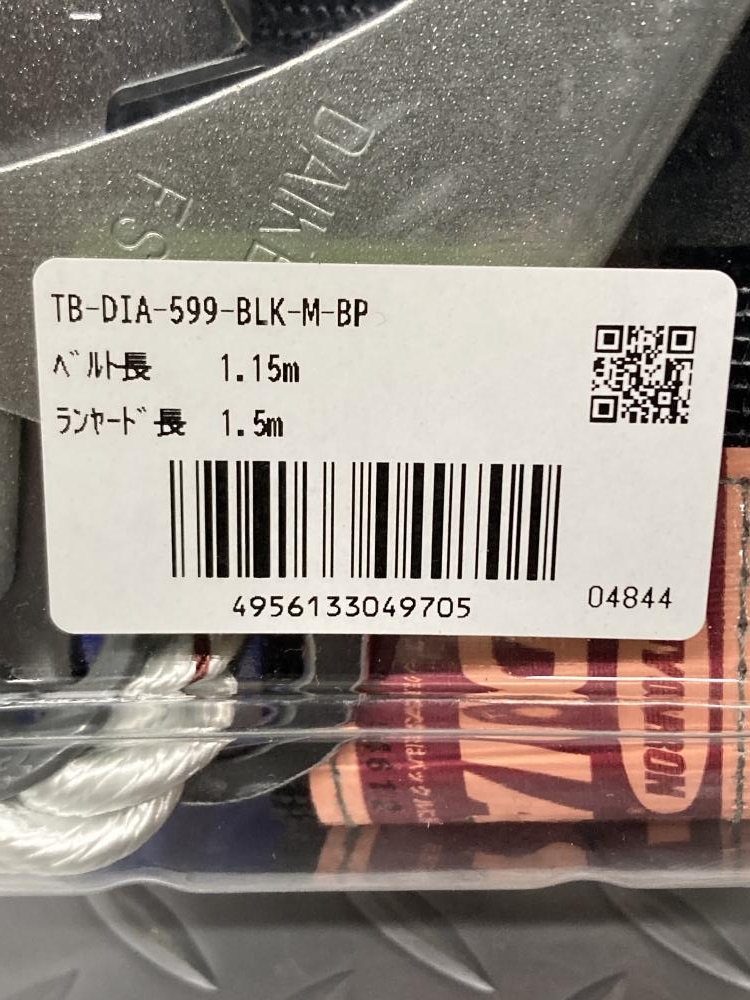 TB-DIA-599-BLK-M-BP
ﾍﾞﾙﾄ長 1.15m
ﾗﾝﾔｰﾄﾞ長 1.5m
4956133049705
04844